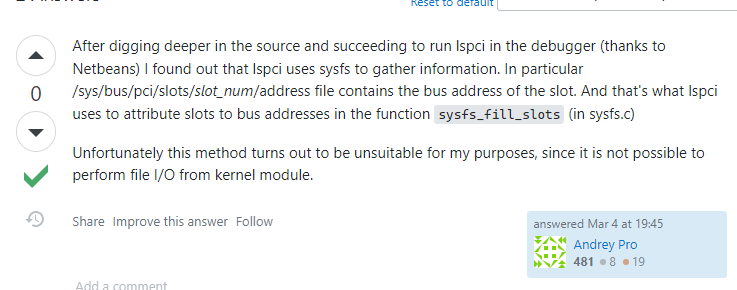 Reset to default
After digging deeper in the source and succeeding to run lspci in the debugger (thanks to
Netbeans) I found out that lspci uses sysfs to gather information. In particular
/sys/bus/pci/slots/slot_num/address file contains the bus address of the slot. And that's what lspci
uses to attribute slots to bus addresses in the function sysfs_fill_slots (in sysfs.c)
0
Unfortunately this method turns out to be unsuitable for my purposes, since it is not possible to
perform file I/O from kernel module.
Share Improve this answer Follow
answered Mar 4 at 19:45
Andrey Pro
481 8 19
Add a comment